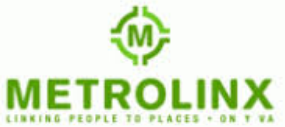 M
METROLINX
LINKING PEOPLE TO PLACES • ON Y VA